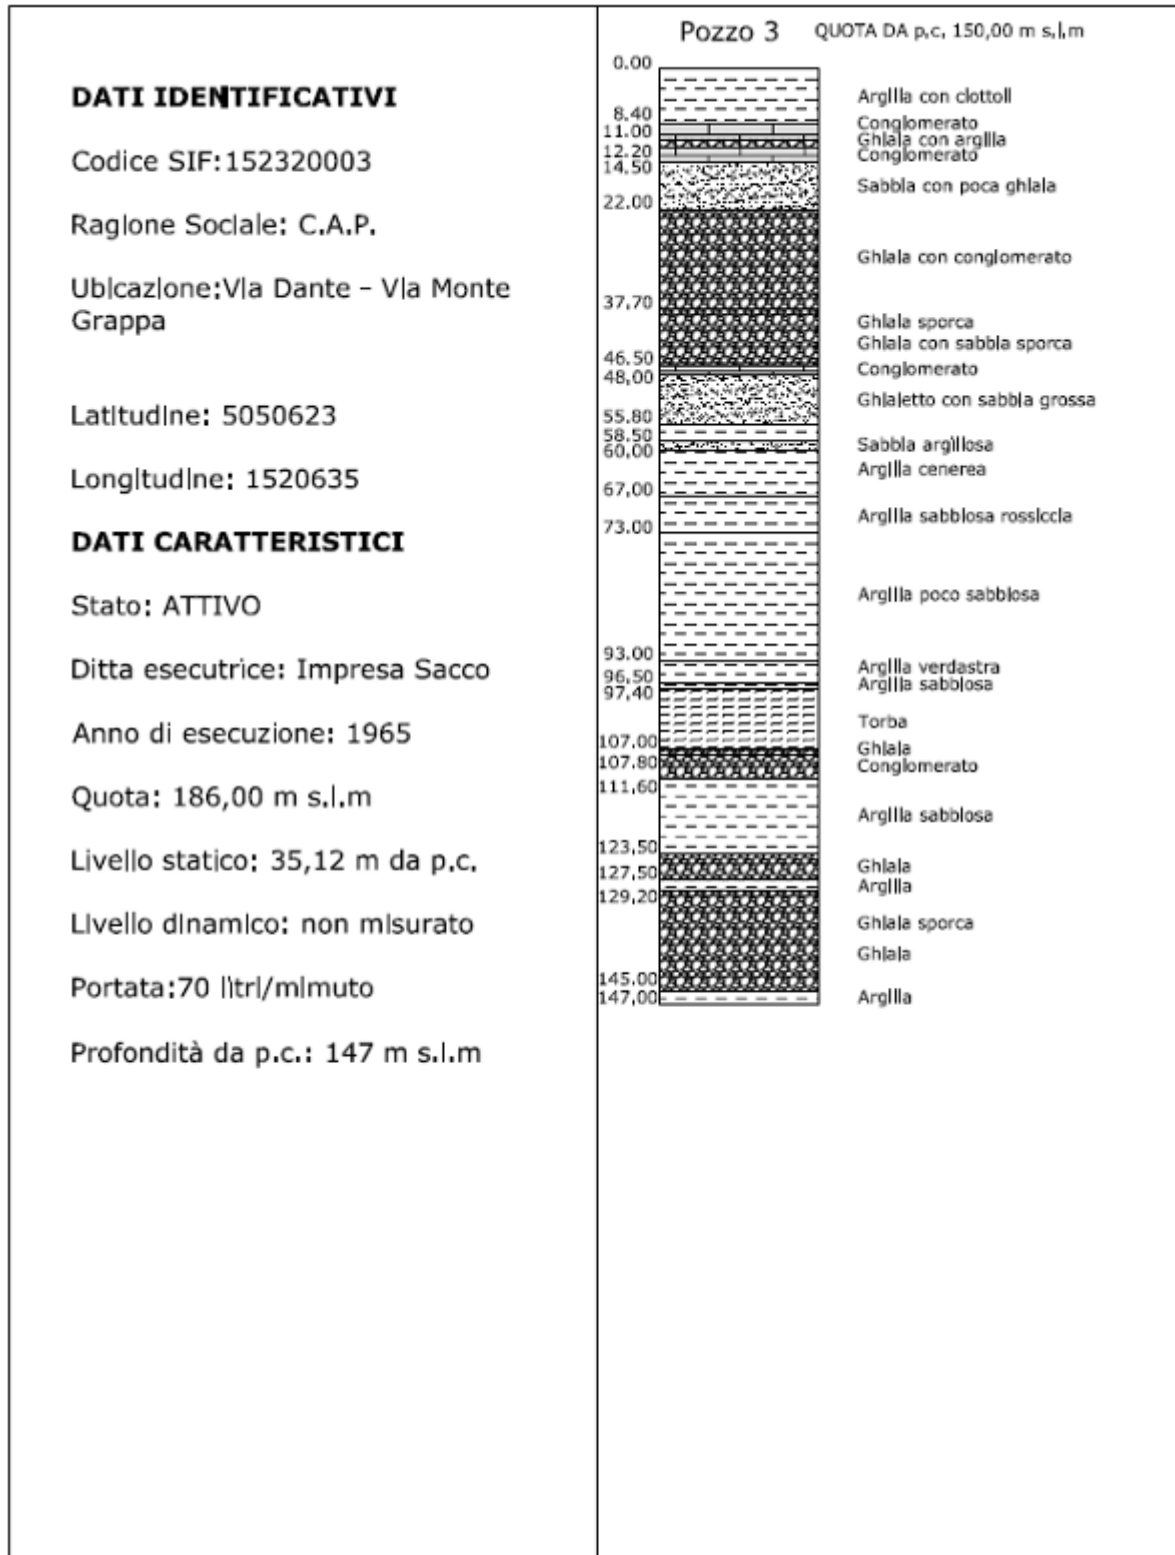 DATI IDENTIFICATIVI
Codice SIF:152320003
Ragione Sociale: C.A.P.
Ubicazione:Via Dante - Via Monte
Grappa
Latitudine: 5050623
Longitudine: 1520635
DATI CARATTERISTICI
Stato: ATTIVO
Ditta esecutrice: Impresa Sacco
Anno di esecuzione: 1965
Quota: 186,00 m s.l.m
Livello statico: 35,12 m da p.c.
Livello dinamico: non misurato
Portata:70 litri/mimuto
Profondità da p.c.: 147 m s.l.m
Pozzo 3 QUOTA DA p.c. 150,00 m s.l.m
0.00
Argilla con ciottoli
8.40
Conglomerato
11.00
Ghiaia con argilla
12.20
Conglomerato
14.50
Sabbia con poca ghiaia
22.00
Ghiaia con conglomerato
37,70
Ghiaia sporca
Ghiaia con sabbia sporca
46.50
Conglomerato
48,00
Ghiaietto con sabbia grossa
55.80
58.50
Sabbia argillosa
60,00
Argilla cenerea
67,00
Argilla sabbiosa rossiccia
73.00
Argilla poco sabbiosa
93.00
Argilla verdastra
96,50
Argilla sabbiosa
97,40
Torba
107,00
Ghiaia
107,80
Conglomerato
111,60
Argilla sabbiosa
123,50
Ghiaia
127,50
Argilla
129,20
Ghiaia sporca
Ghiaia
145,00
147,00
Argilla